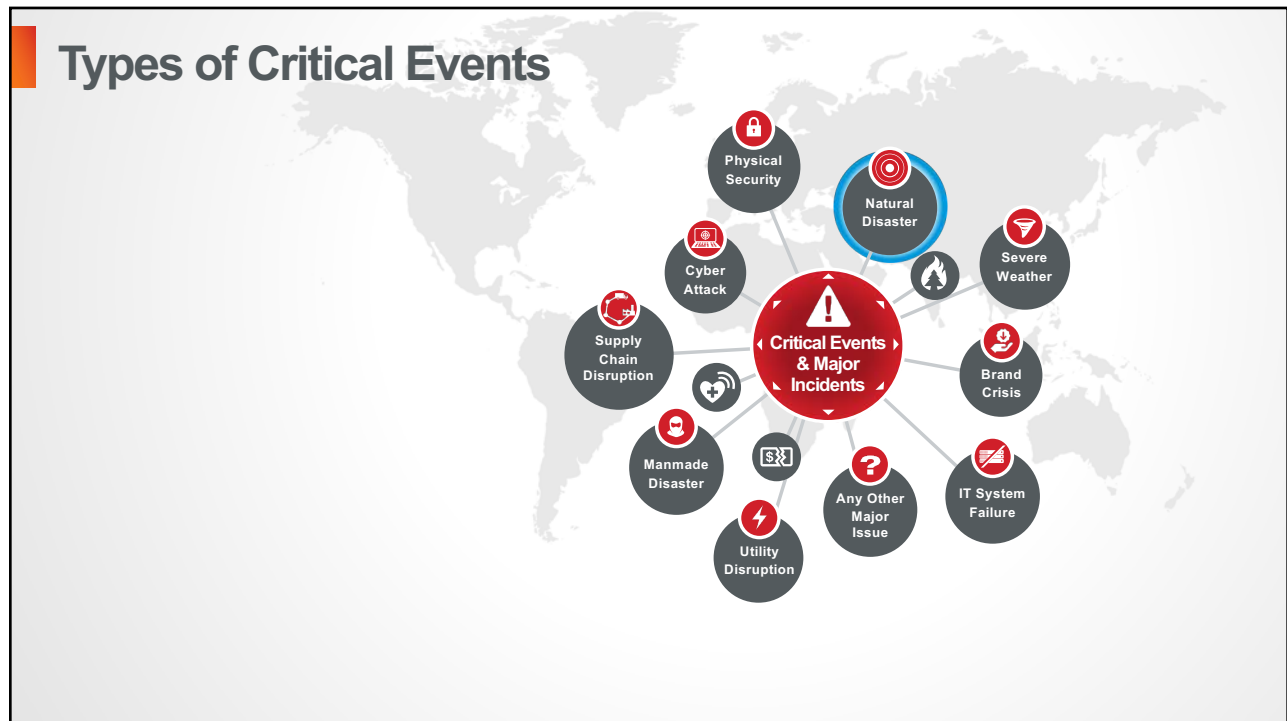 Types of Critical Events
Physical
Security
Natural
Disaster
Severe
Weather
Cyber
Attack
Supply
Chain
Disruption
Critical Events
& Major
Incidents
Brand
Crisis
Manmade
Disaster
$
Any Other
Major
Issue
?
IT System
Failure
Utility
Disruption